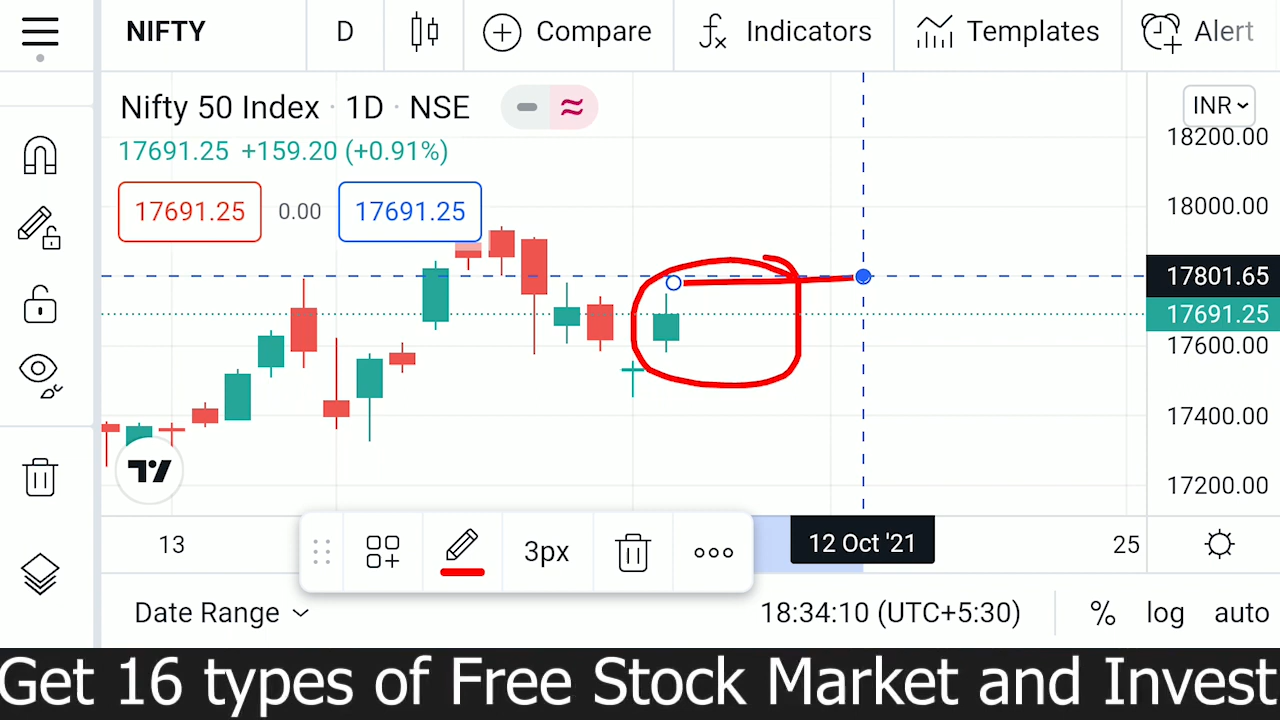 NIFTY D Compare Indicators Templates Alert
Nifty 50 Index · 1D · NSE
INR
17691.25 +159.20 (+0.91%)
17691.25 0.00 17691.25
18200.00
18000.00
17801.65
17691.25
17600.00
17400.00
17200.00
13 12 Oct '21 25
3px
Date Range 18:34:10 (UTC+5:30) % log auto
Get 16 types of Free Stock Market and Invest